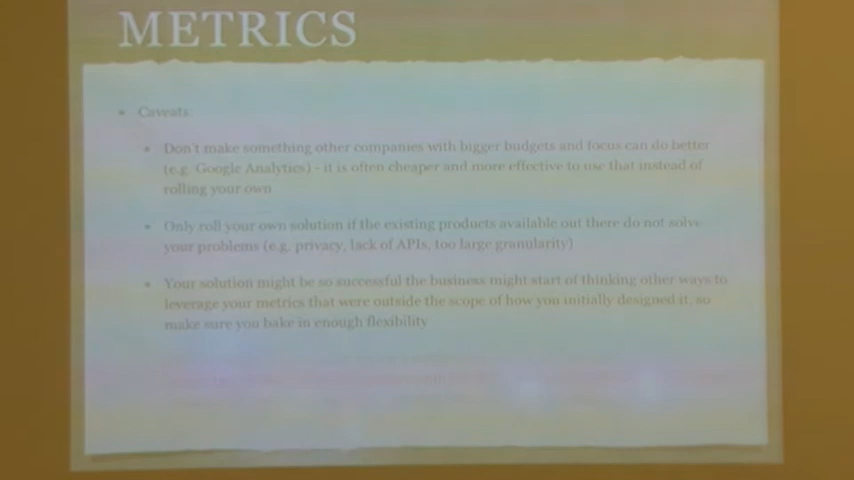 METRICS
Caveats
Don't make something other companies with bigger budgets and focus can do better
(e.g. Google Analytics) - it is often cheaper and more effective to use that instead of
rolling your own
Only roll your own solution if the existing products available out there do not solve
your problems (e.g. privacy, lack of APIs, too large granularity)
Your solution might be so successful the business might start of thinking other ways to
leverage your metrics that were outside the scope of how you initially designed it, so
make sure you bake in enough flexibility